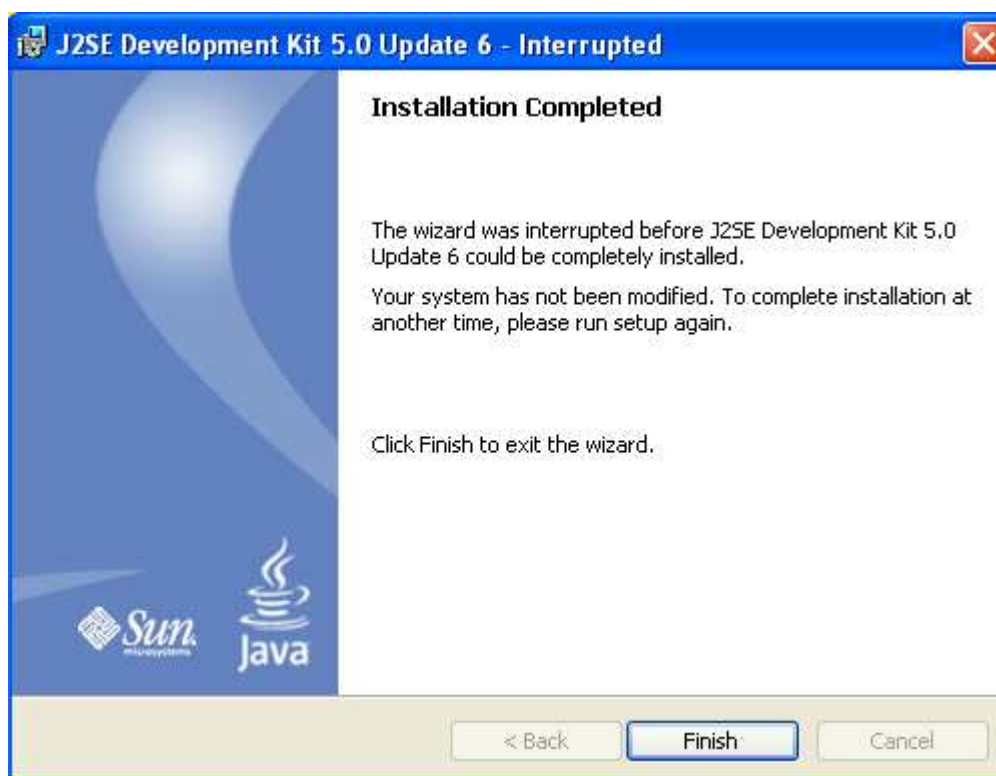 J2SE Development Kit 5.0 Update 6 - Interrupted
Installation Completed
The wizard was interrupted before J2SE Development Kit 5.0
Update 6 could be completely installed.
Your system has not been modified. To complete installation at
another time, please run setup again.
Click Finish to exit the wizard.
Sun
microsystems
Java
< Back
Finish
Cancel